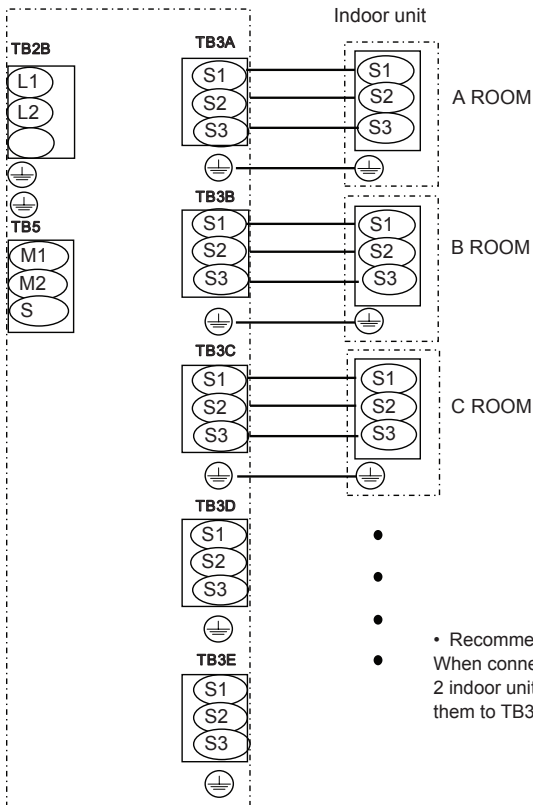 Indoor unit
TB2B
L1
L2
TB5
M1
M2
S
TB3A
S1
S2
S3
S1
S2
S3
A ROOM
TB3B
S1
S2
S3
S1
S2
S3
B ROOM
TB3C
S1
S2
S3
S1
S2
S3
C ROOM
TB3D
S1
S2
S3
TB3E
S1
S2
S3
• Recomme
When conne
2 indoor unit
them to TB3